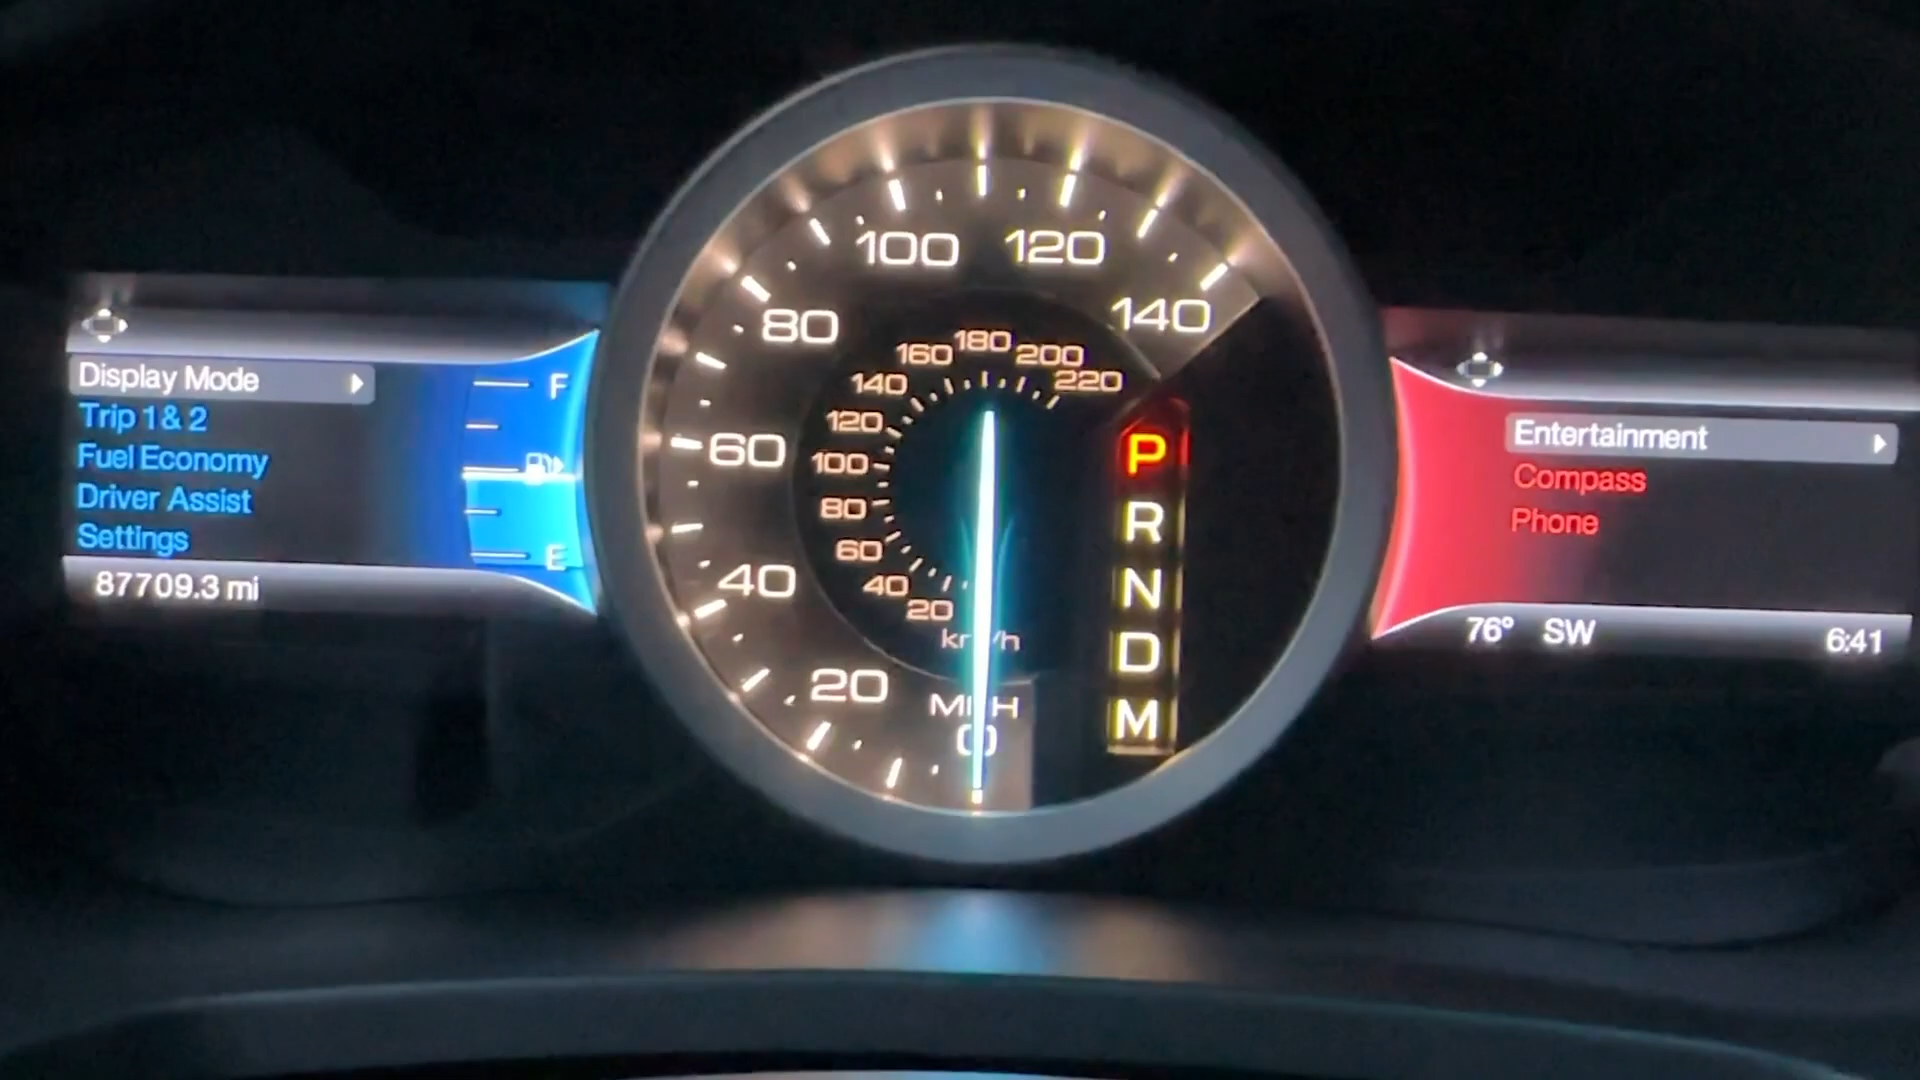 Display Mode
Trip 1 & 2
Fuel Economy
Driver Assist
Settings
87709.3 mi
F
E
0
20
40
60
80
100
120
140
MPH
km/h
20
40
60
80
100
120
140
160
180
200
220
P
R
N
D
M
Entertainment
Compass
Phone
76° SW 6:41